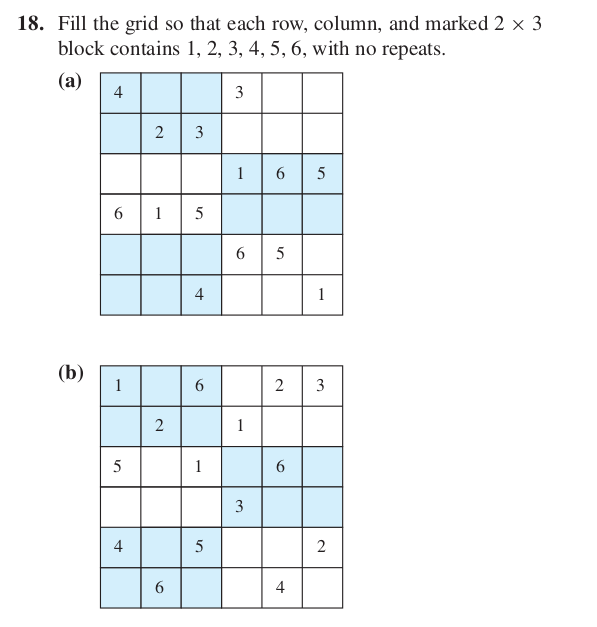 18. Fill the grid so that each row, column, and marked 2 × 3
block contains 1, 2, 3, 4, 5, 6, with no repeats.
(a)
4 3
2 3
1 6 5
6 1 5
6 5
4 1
(b)
1 6 2 3
2 1
5 1 6
3
4 5 2
6 4